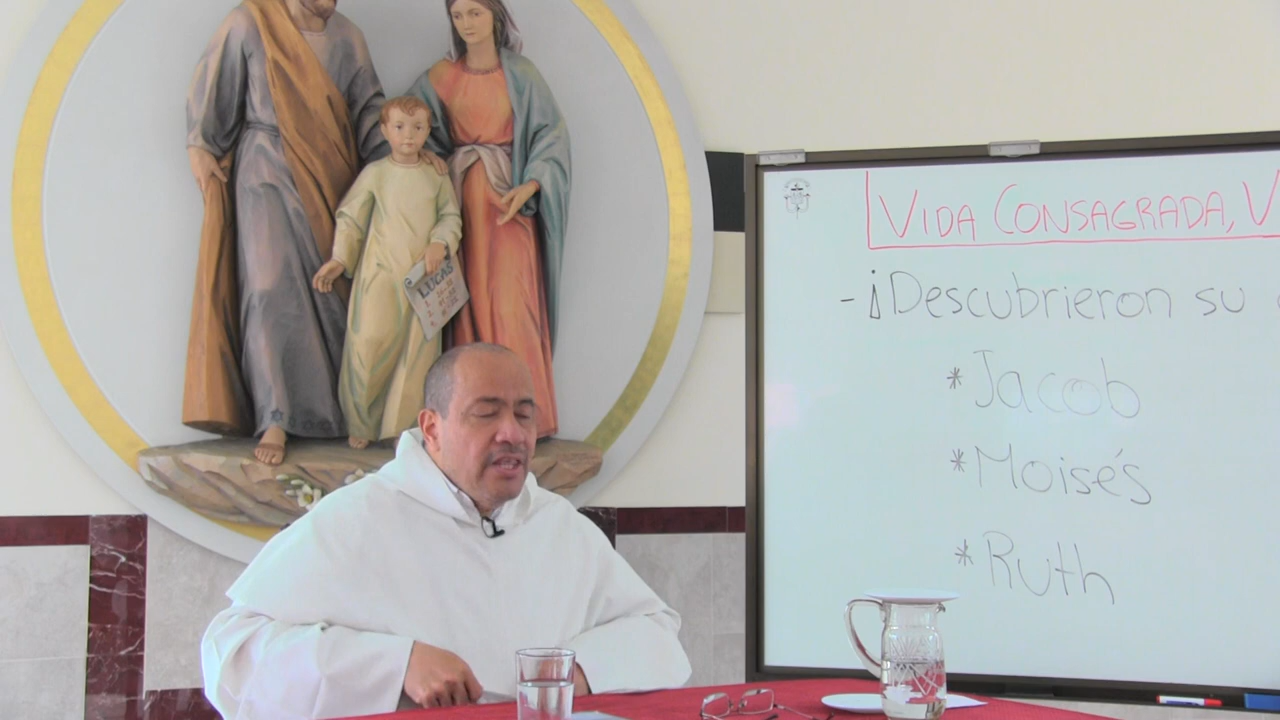 LUCAS
VIDA CONSAGRADA, V
- ¡Descubrieron su
* Jacob
* Moisés
* Ruth